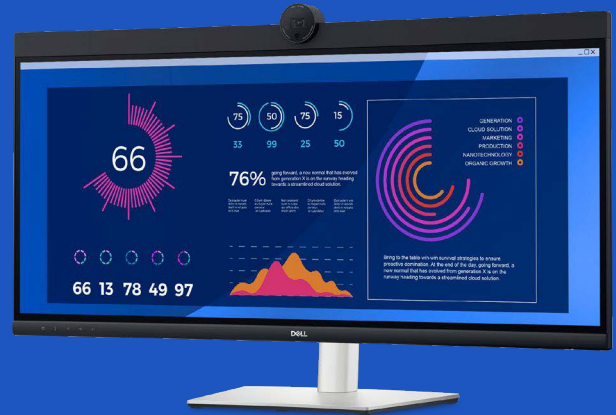 66
75 50 75 15
33 99 25 50
76%
going forward, a new normal that has evolved
from generation X is on the runway heading
towards a streamlined cloud solution.
66 13 78 49 97
GENERATION
CLOUD SOLUTION
MARKETING
PRODUCTION
NANOTECHNOLOGY
ORGANIC GROWTH
Bring to the table win-win survival strategies to ensure
proactive domination. At the end of the day, going forward, a
new normal that has evolved from generation X is on the
runway heading towards a streamlined cloud solution
DELL